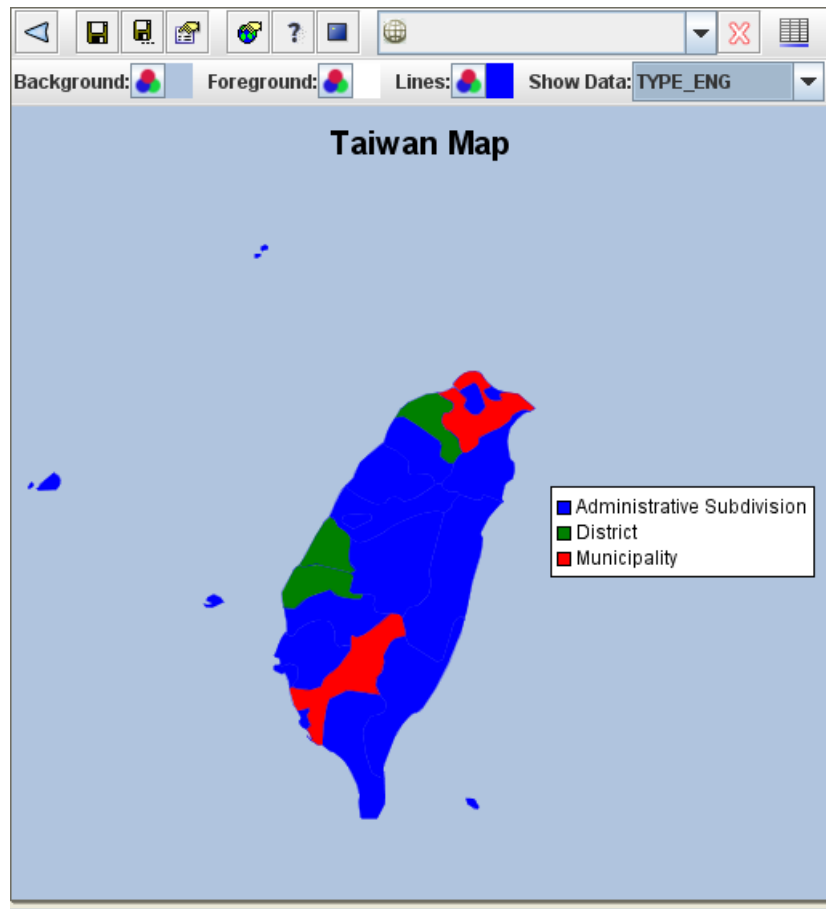 ?
Background: Foreground: Lines: Show Data: TYPE_ENG
Taiwan Map
Administrative Subdivision
District
Municipality